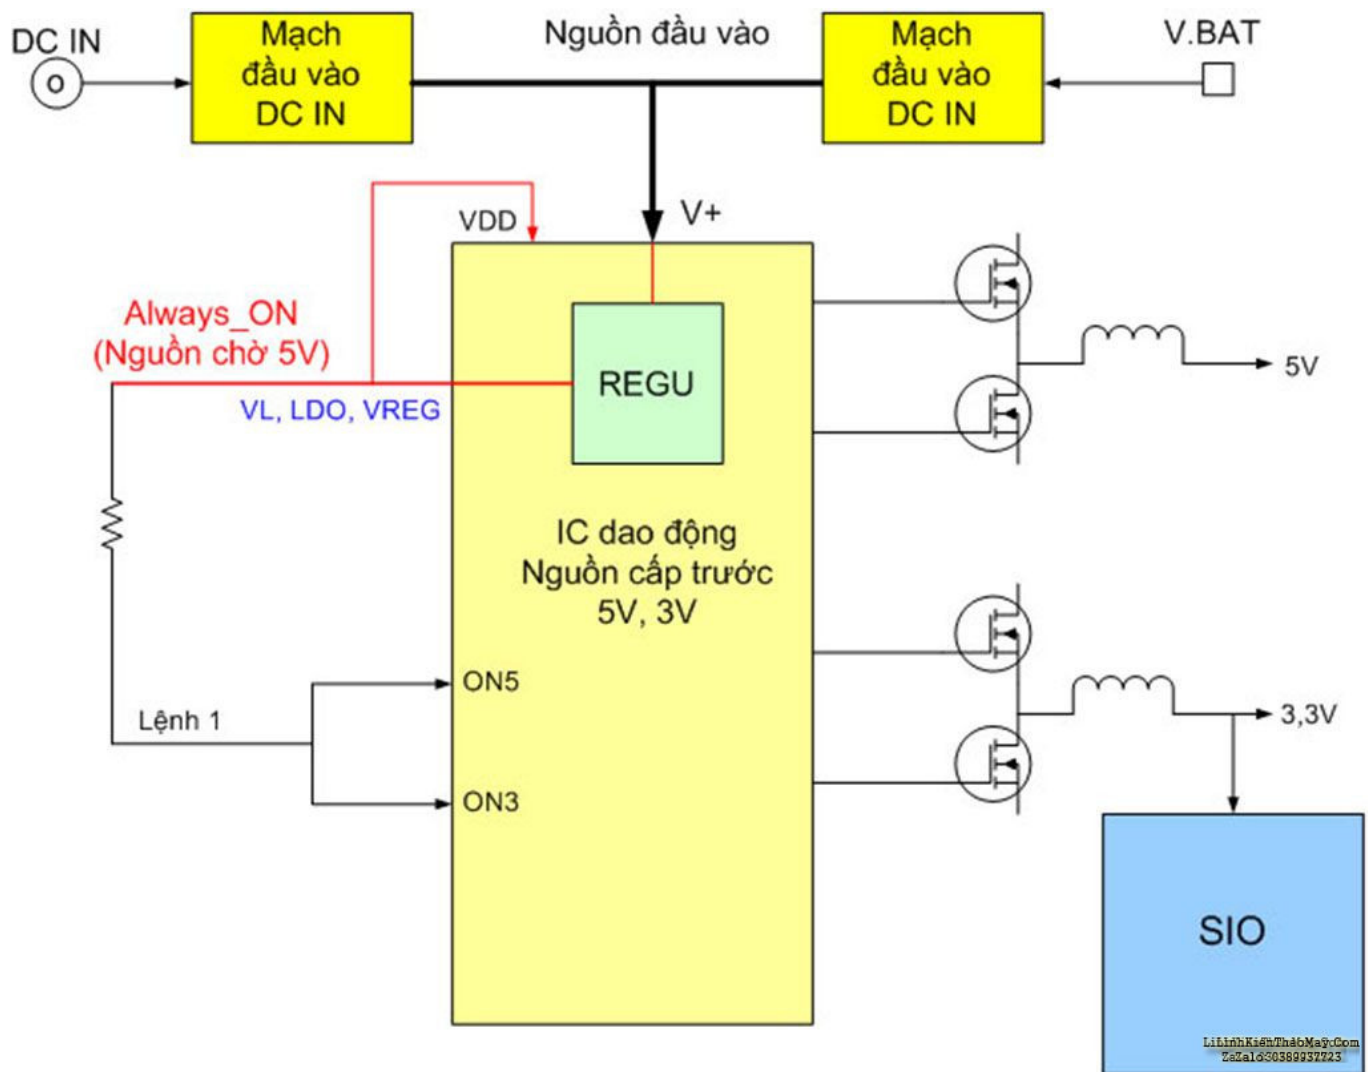 DC IN
O
Mạch
đầu vào
DC IN
Nguồn đầu vào
Mạch
đầu vào
DC IN
V.BAT
VDD
V+
Always_ON
(Nguồn chờ 5V)
VL, LDO, VREG
REGU
5V
IC dao động
Nguồn cấp trước
5V, 3V
ON5
Lệnh 1
ON3
3,3V
SIO